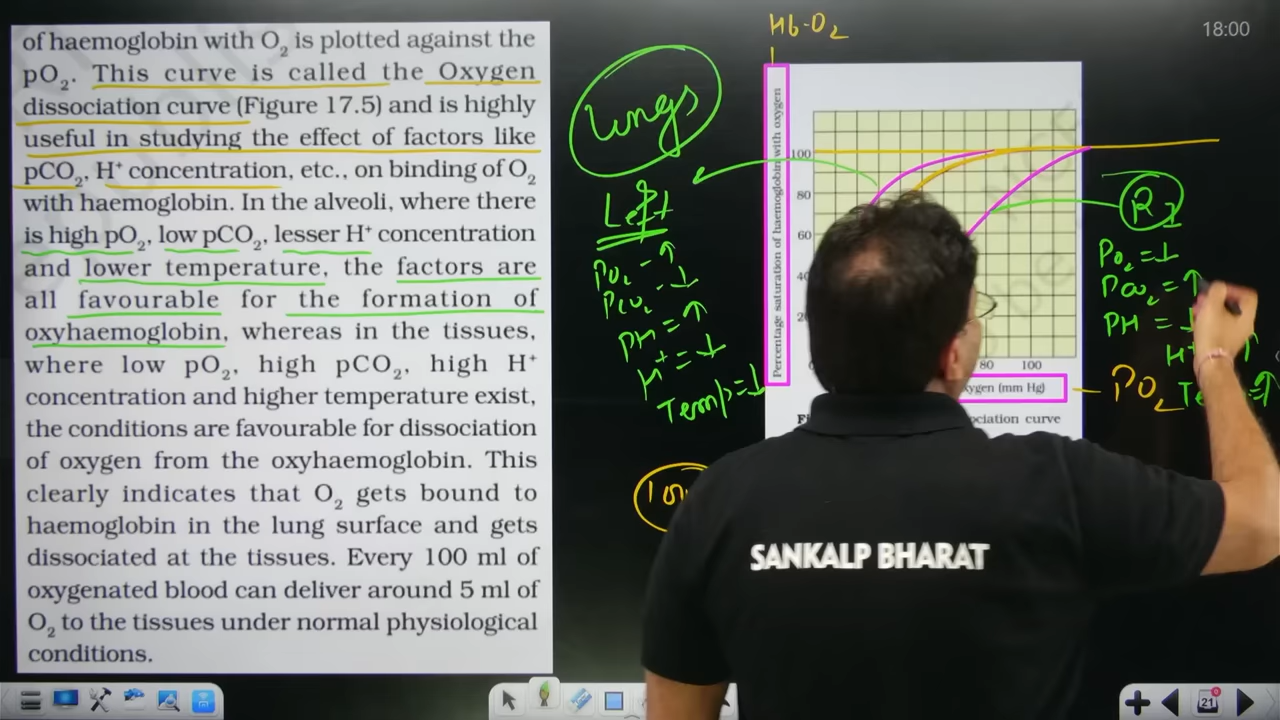 of haemoglobin with O₂ is plotted against the
pO₂. This curve is called the Oxygen
dissociation curve (Figure 17.5) and is highly
useful in studying the effect of factors like
pCO₂, H⁺ concentration, etc., on binding of O₂
with haemoglobin. In the alveoli, where there
is high pO₂, low pCO₂, lesser H⁺ concentration
and lower temperature, the factors are
all favourable for the formation of
oxyhaemoglobin, whereas in the tissues,
where low pO₂, high pCO₂, high H⁺
concentration and higher temperature exist,
the conditions are favourable for dissociation
of oxygen from the oxyhaemoglobin. This
clearly indicates that O₂ gets bound to
haemoglobin in the lung surface and gets
dissociated at the tissues. Every 100 ml of
oxygenated blood can deliver around 5 ml of
O₂ to the tissues under normal physiological
conditions.
Hb-O₂
18:00
Lungs
Left
PO₂ - ↑
PCO₂ - ↓
PH = ↑
H⁺ = ↓
Temp = ↓
Percentage saturation of haemoglobin with oxygen
100
80
60
80 100
(mm Hg)
curve
PO₂ = ↓
PCO₂ = ↑
PH =
H⁺ ↑
PO₂
SANKALP BHARAT
21